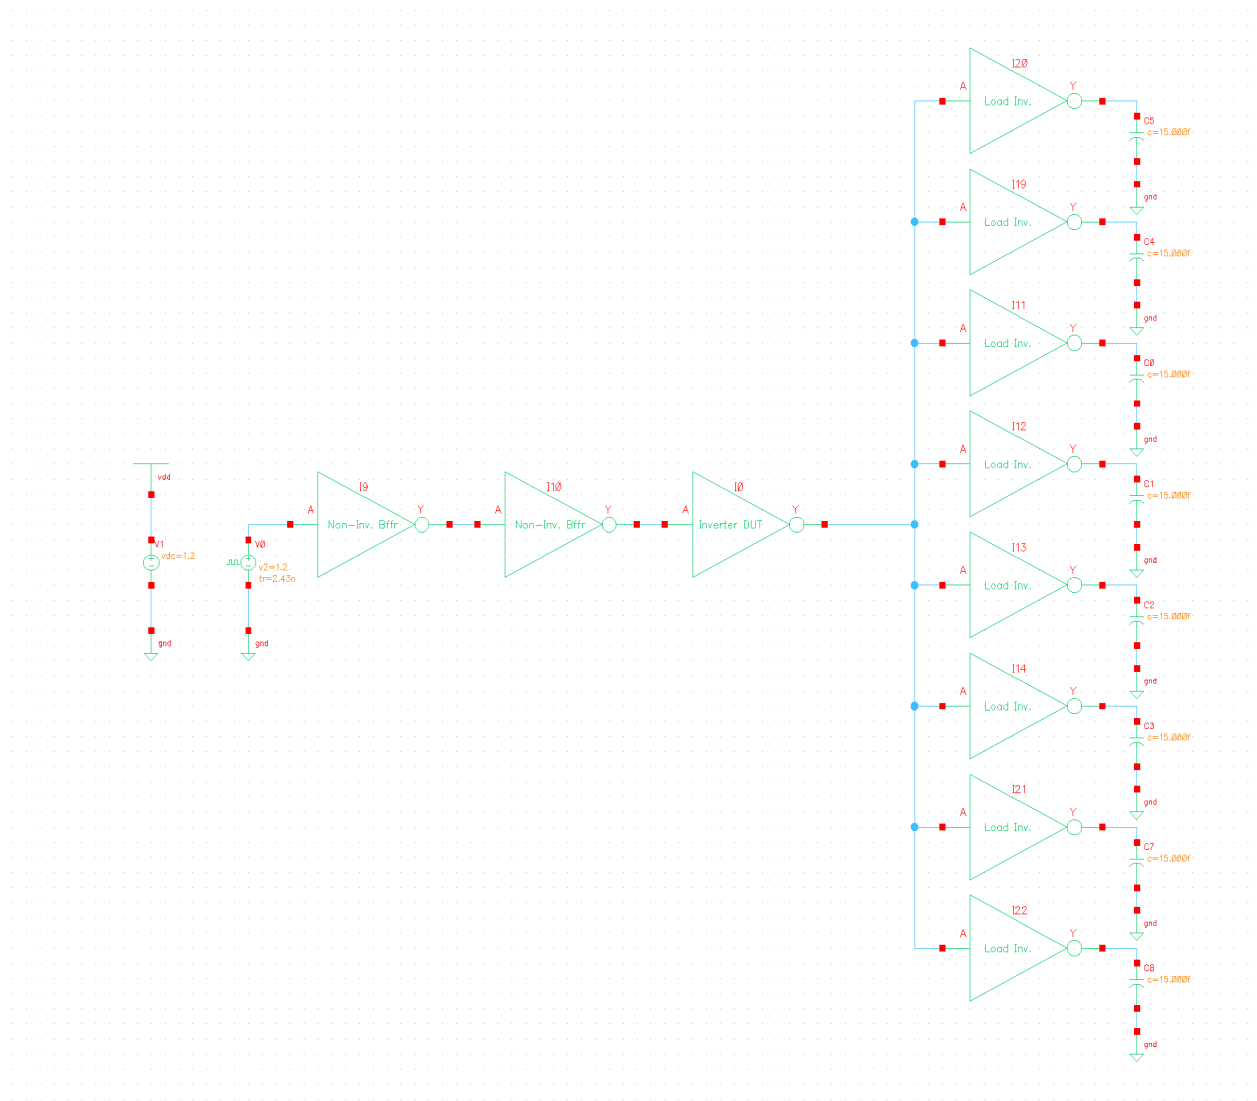 I20
A
Y
Load Inv.
C5
c=15.000f
gnd
I19
A
Y
Load Inv.
C4
c=15.000f
gnd
I11
A
Y
Load Inv.
C0
c=15.000f
gnd
I12
A
Y
Load Inv.
C1
c=15.000f
gnd
vdd
V1
vdc=1.2
gnd
V0
v2=1.2
tr=2.43n
gnd
I9
A
Y
Non-Inv. Bffr
I10
A
Y
Non-Inv. Bffr
I0
A
Y
Inverter DUT
I13
A
Y
Load Inv.
C2
c=15.000f
gnd
I14
A
Y
Load Inv.
C3
c=15.000f
gnd
I21
A
Y
Load Inv.
C7
c=15.000f
gnd
I22
A
Y
Load Inv.
C8
c=15.000f
gnd